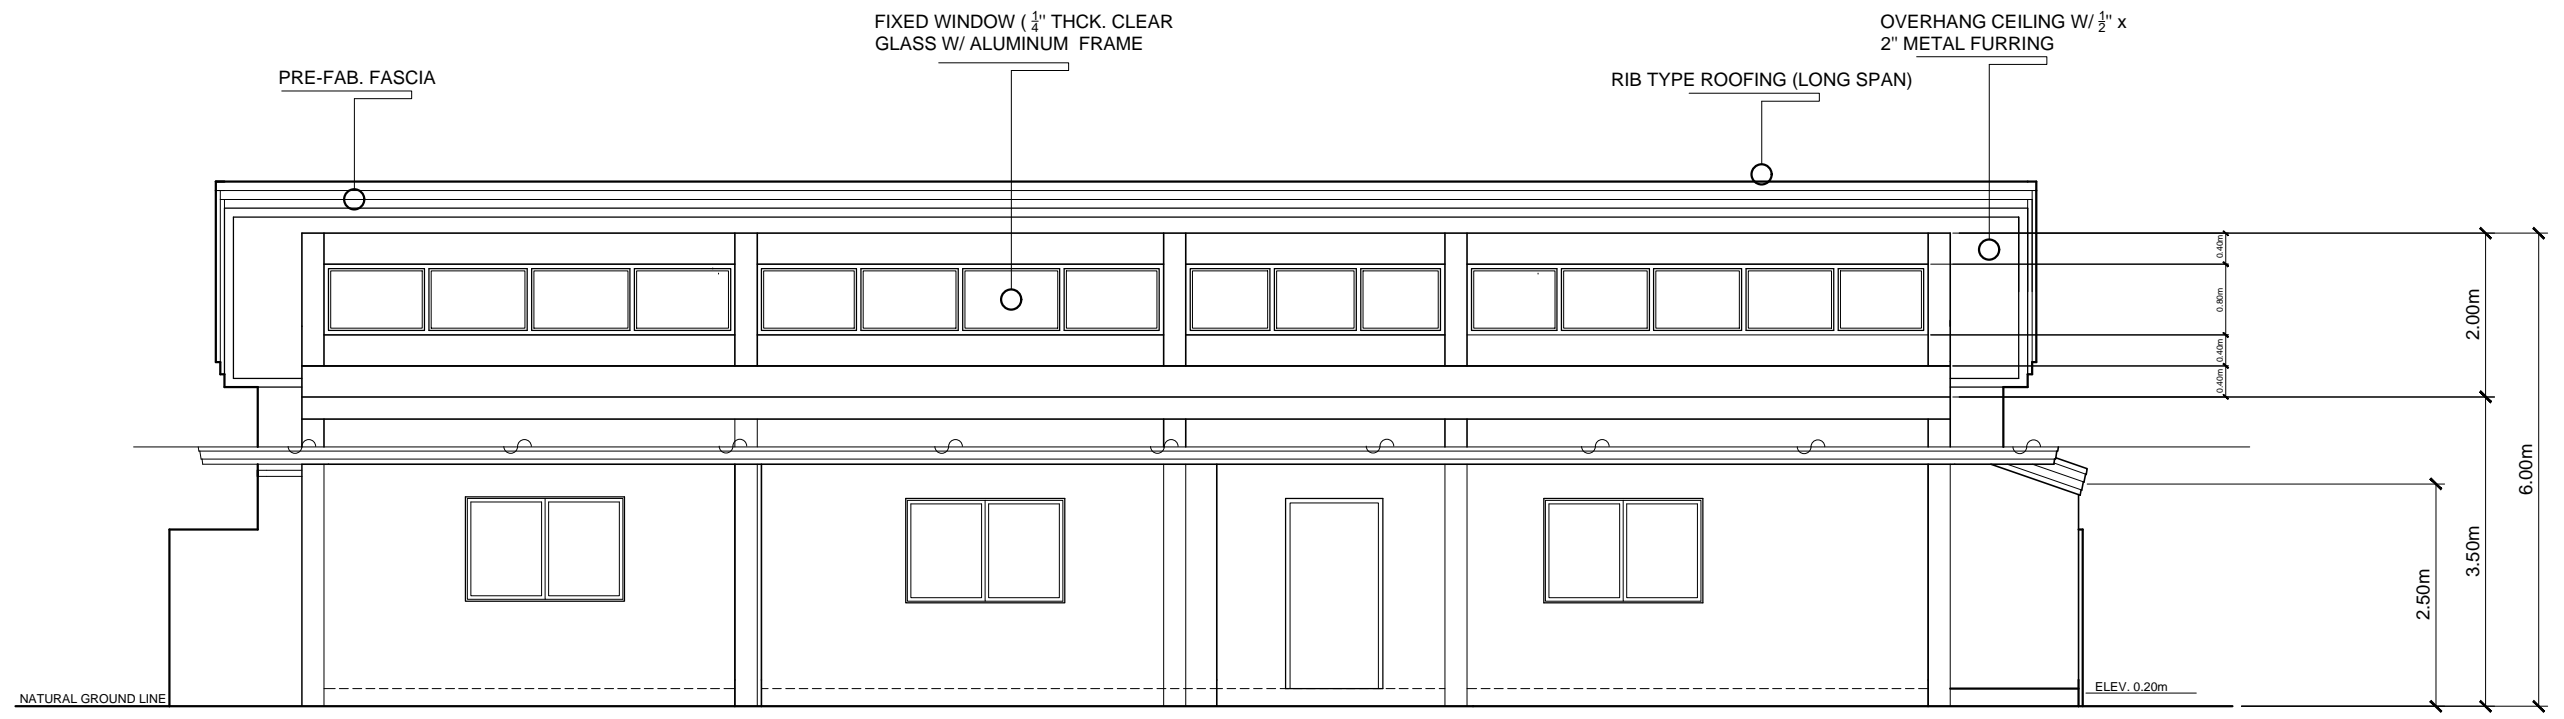 FIXED WINDOW ( 1/4" THCK. CLEAR
GLASS W/ ALUMINUM FRAME
OVERHANG CEILING W/ 1/2" x
2" METAL FURRING
PRE-FAB. FASCIA
RIB TYPE ROOFING (LONG SPAN)
0.40m
0.80m
0.40m
0.40m
2.00m
6.00m
3.50m
2.50m
NATURAL GROUND LINE
ELEV. 0.20m